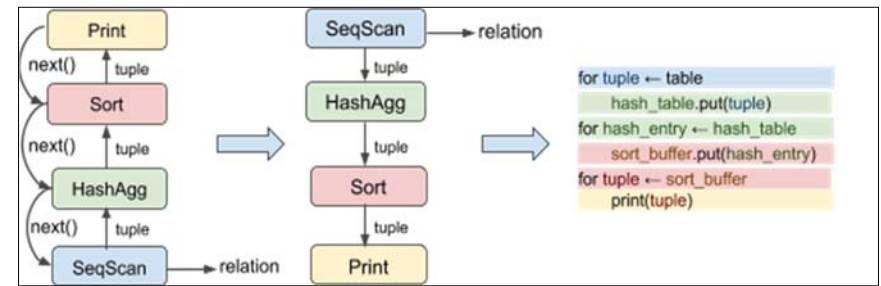 Print
next()
tuple
Sort
next()
tuple
HashAgg
next()
tuple
SeqScan
relation
SeqScan
relation
tuple
HashAgg
tuple
Sort
tuple
Print
for tuple ← table
hash_table.put(tuple)
for hash_entry ← hash_table
sort_buffer.put(hash_entry)
for tuple ← sort_buffer
print(tuple)